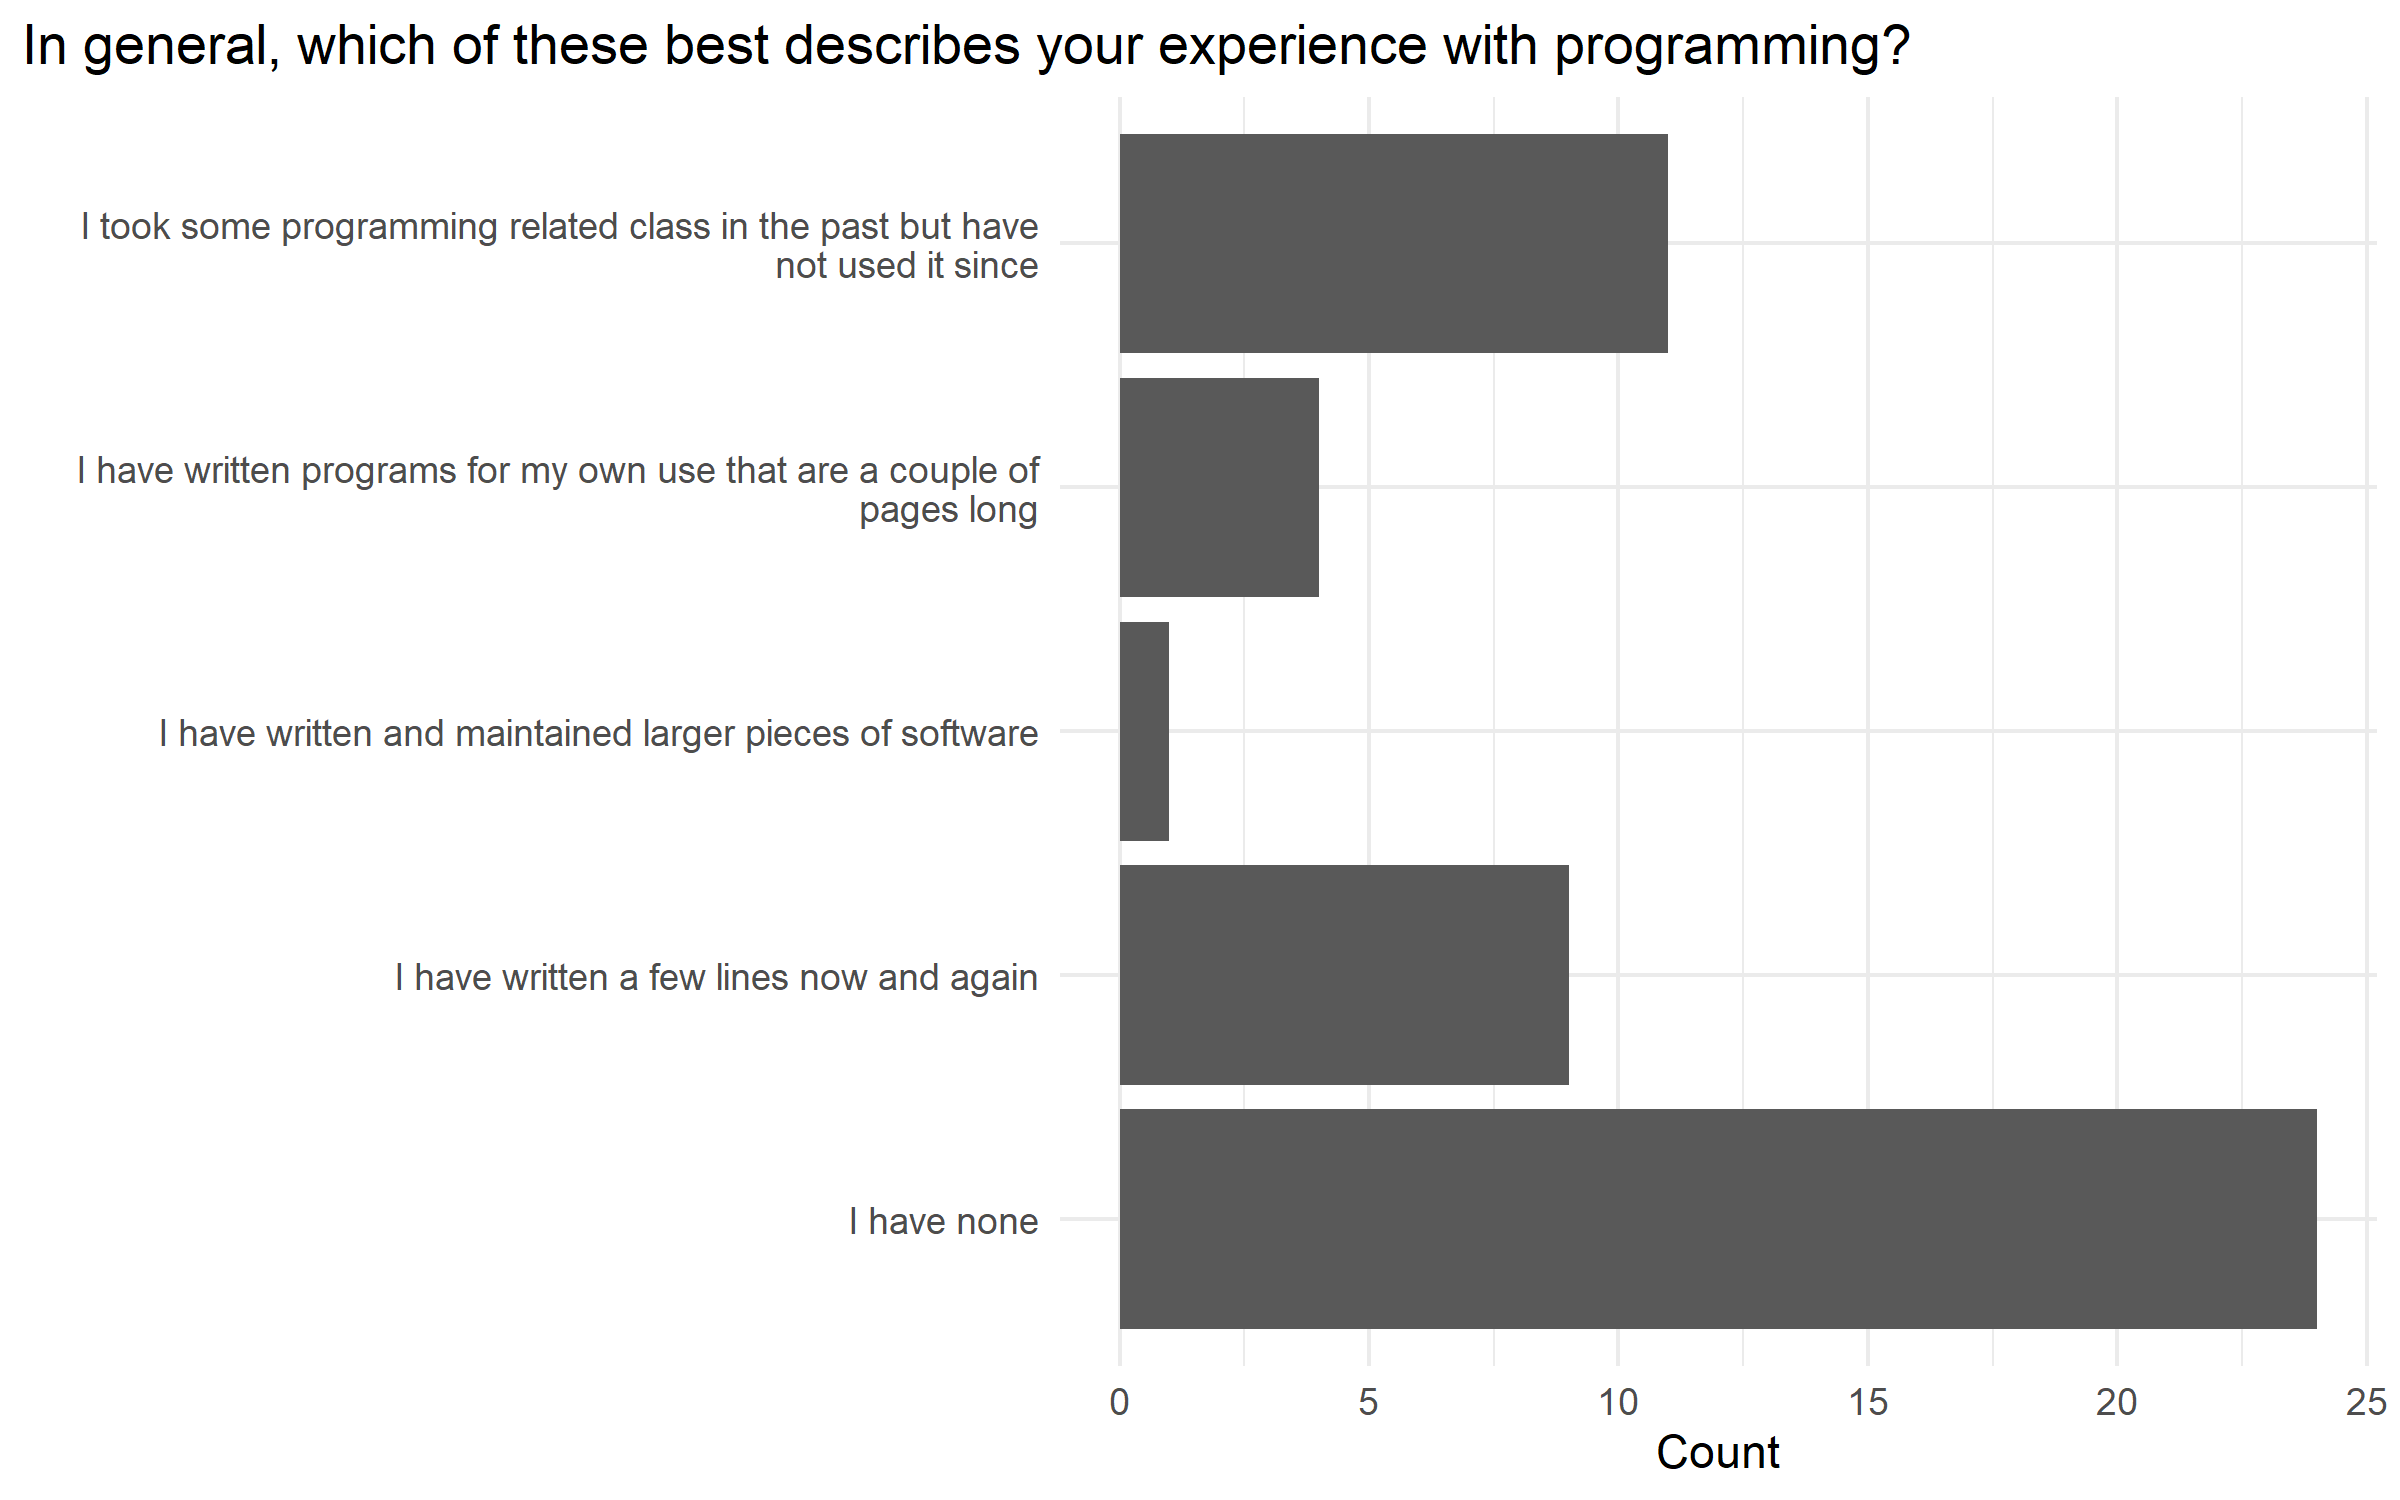 In general, which of these best describes your experience with programming?
I took some programming related class in the past but have
not used it since
I have written programs for my own use that are a couple of
pages long
I have written and maintained larger pieces of software
I have written a few lines now and again
I have none
0 5 10 15 20 25
Count